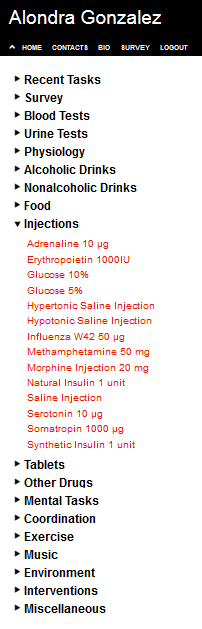 Alondra Gonzalez
HOME CONTACTS BIO SURVEY LOGOUT
Recent Tasks
Survey
Blood Tests
Urine Tests
Physiology
Alcoholic Drinks
Nonalcoholic Drinks
Food
Injections
Adrenaline 10 µg
Erythropoietin 1000IU
Glucose 10%
Glucose 5%
Hypertonic Saline Injection
Hypotonic Saline Injection
Influenza W42 50 µg
Methamphetamine 50 mg
Morphine Injection 20 mg
Natural Insulin 1 unit
Saline Injection
Serotonin 10 µg
Somatropin 1000 µg
Synthetic Insulin 1 unit
Tablets
Other Drugs
Mental Tasks
Coordination
Exercise
Music
Environment
Interventions
Miscellaneous